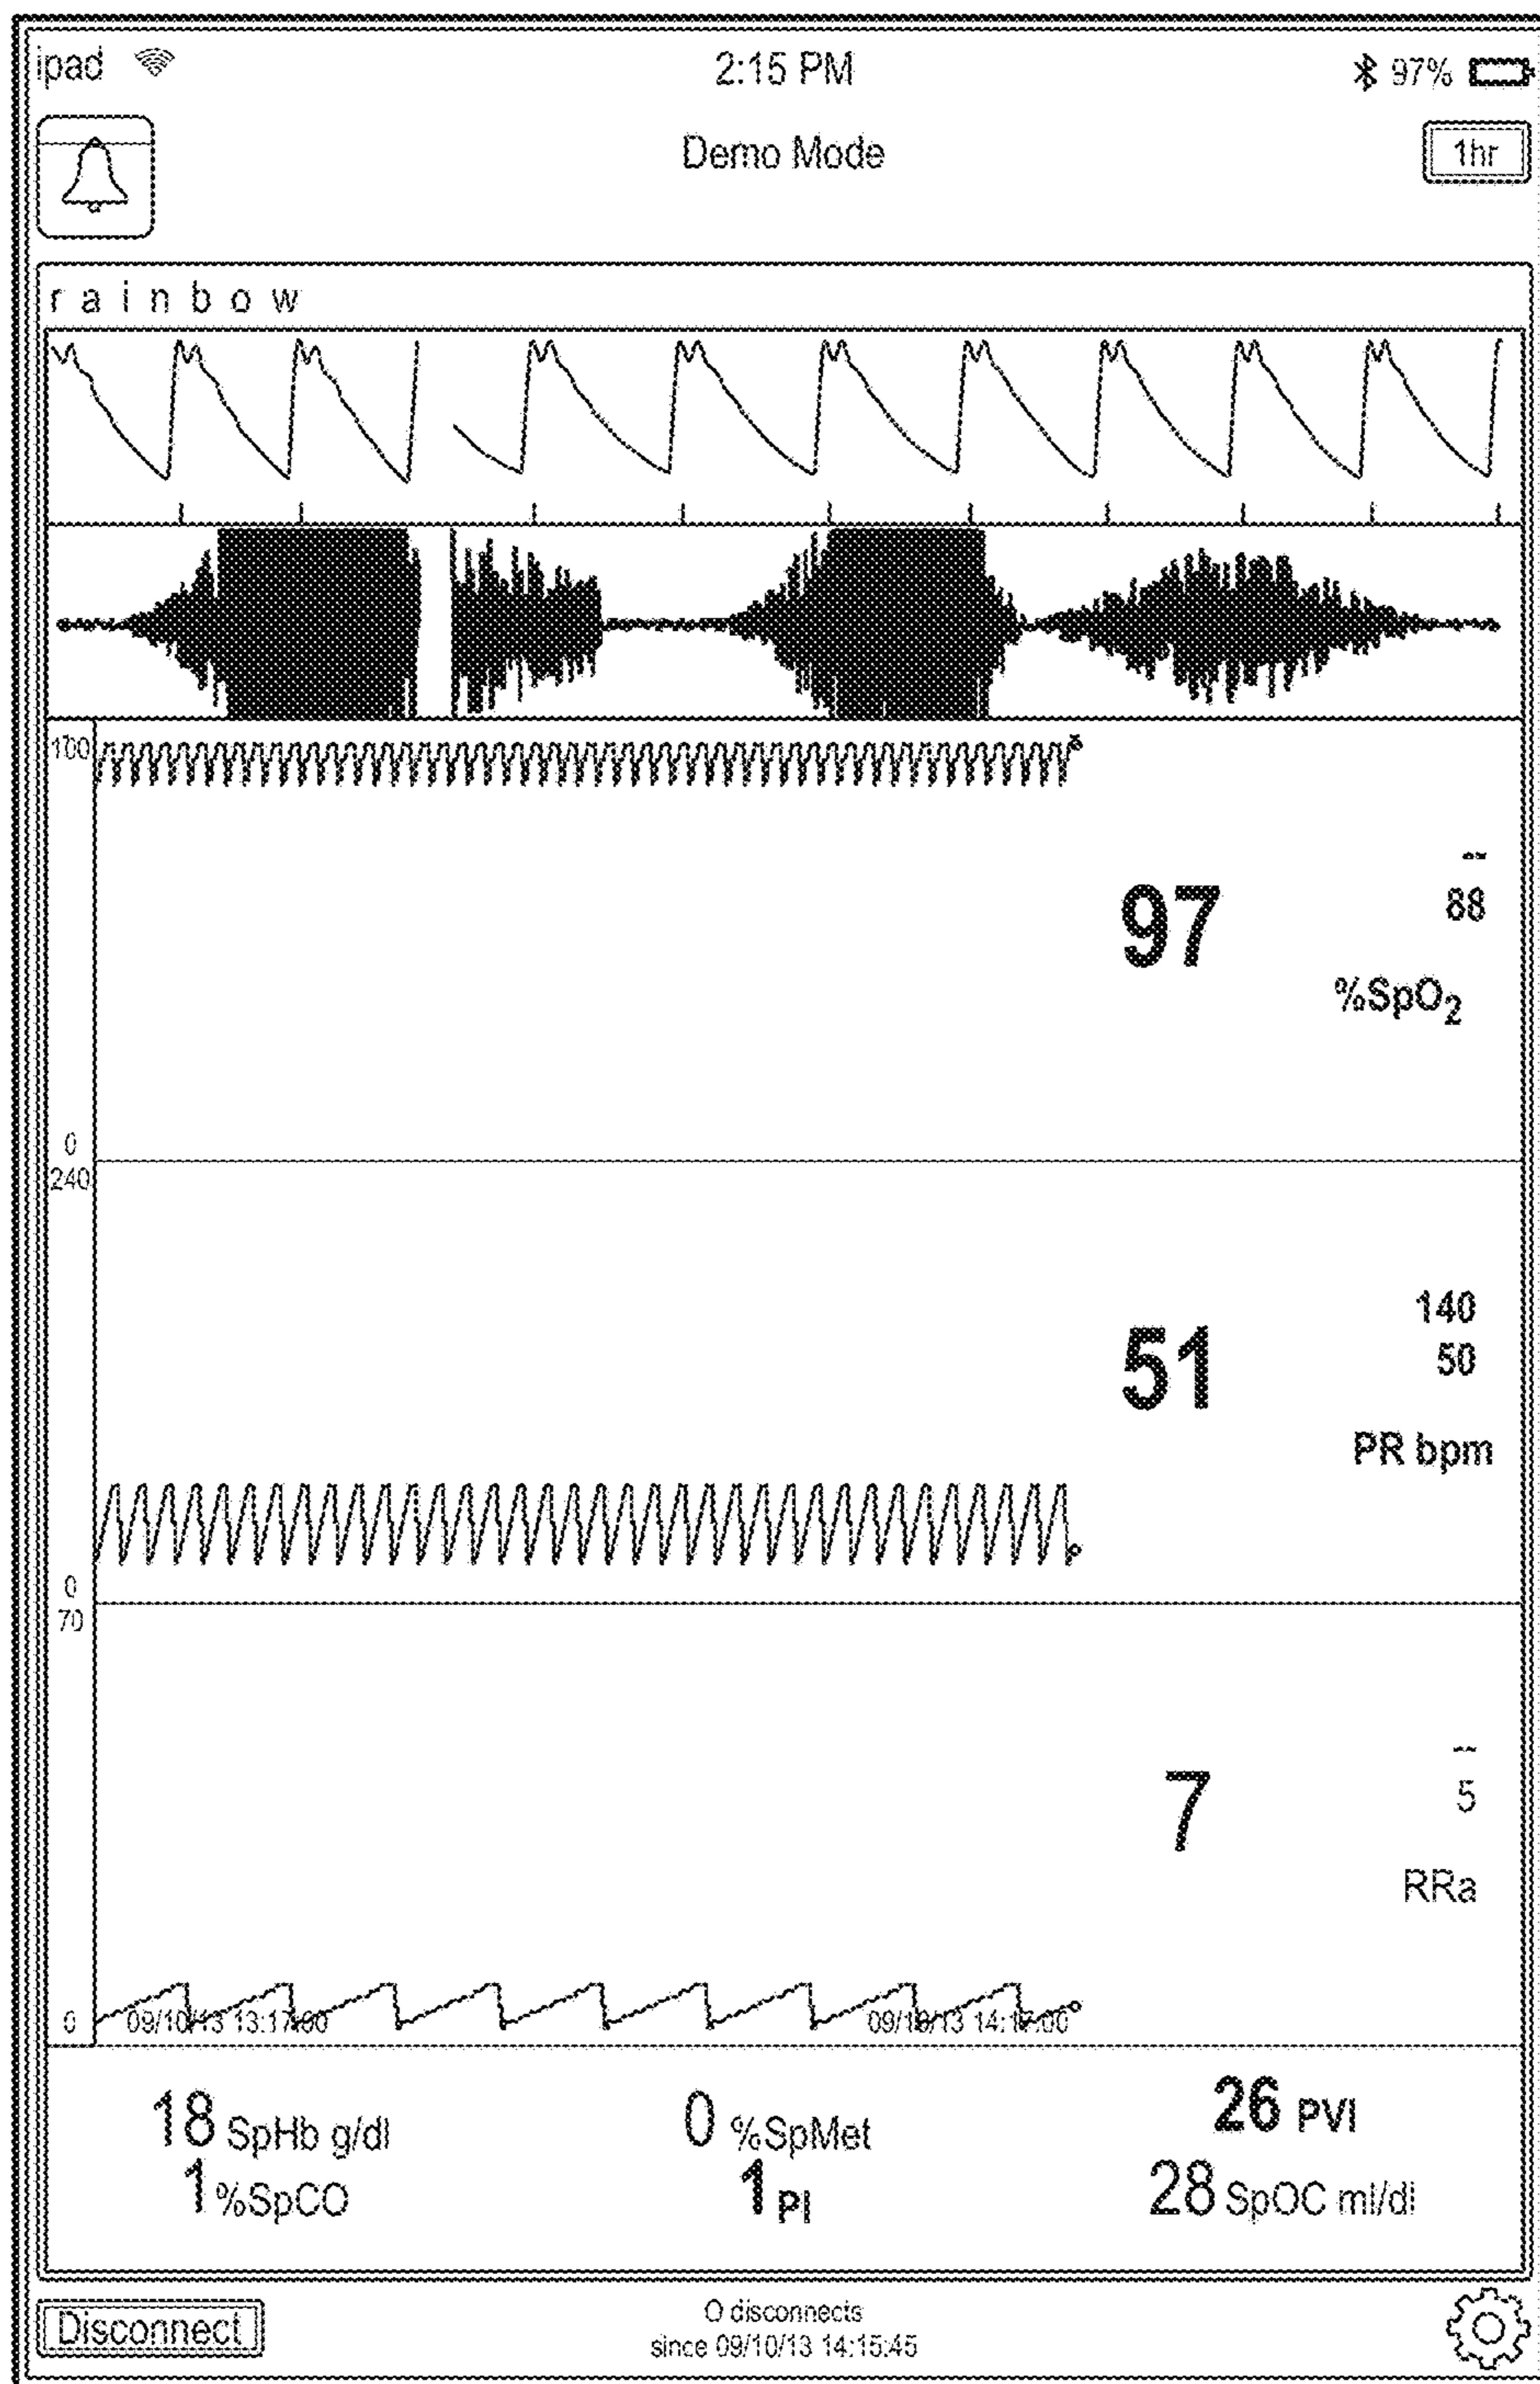 ipad 2:15 PM 97%
Demo Mode 1hr
rainbow
100
--
97 88
%SpO2
0
240
140
51 50
PR bpm
0
70
--
7 5
RRa
0 09/10/13 13:17:00 09/10/13 14:17:00
18 SpHb g/dl 0 %SpMet 26 PVI
1 %SpCO 1 PI 28 SpOC ml/dl
Disconnect
O disconnects
since 09/10/13 14:15:45